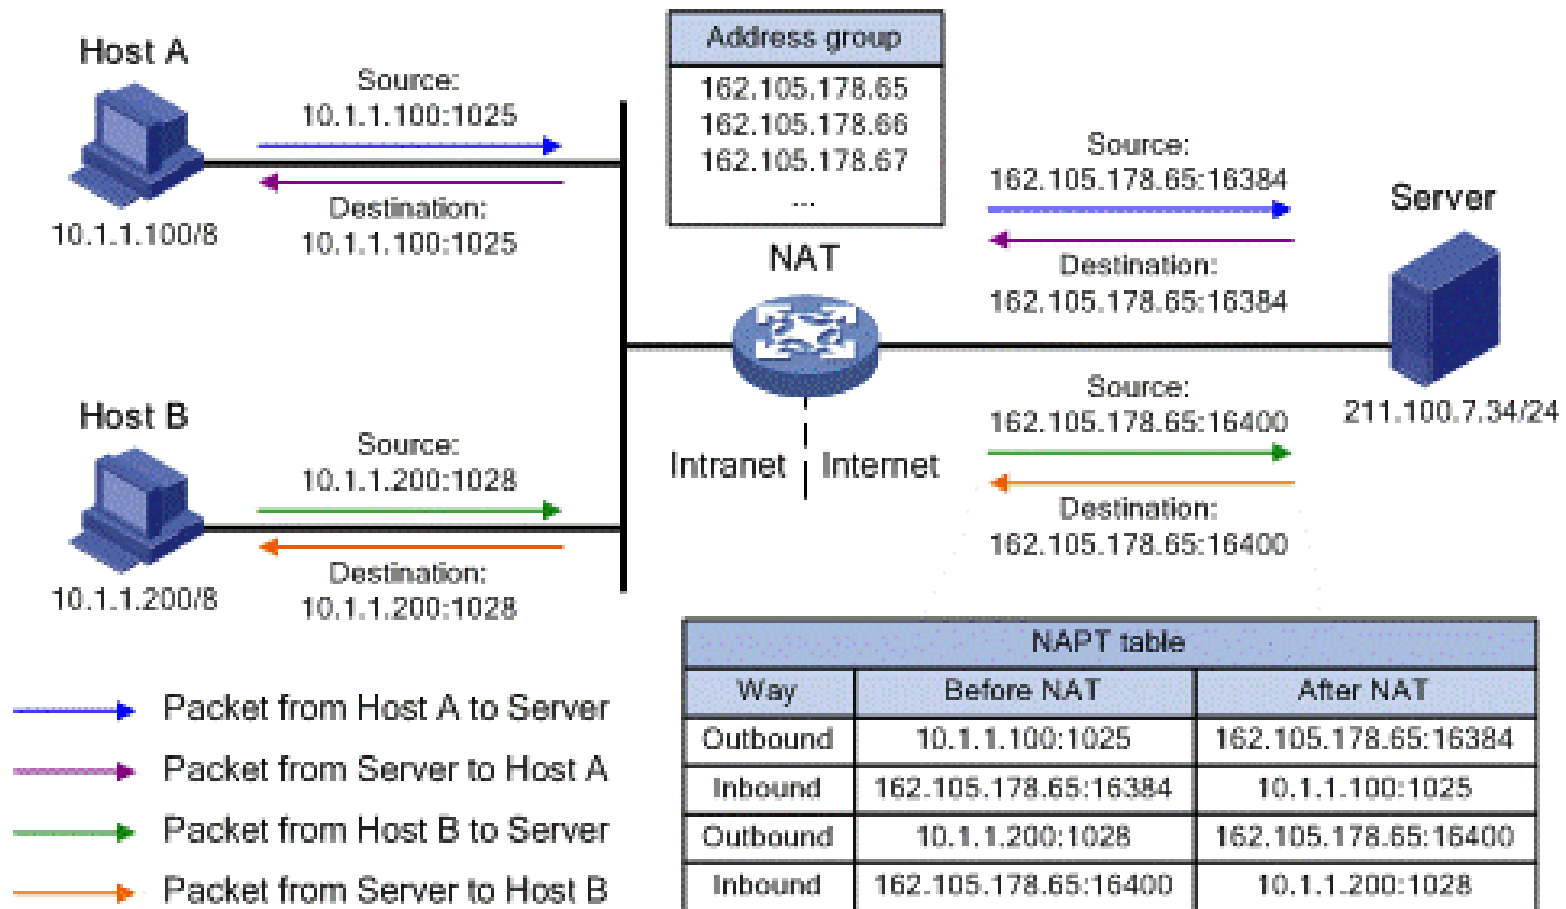 Host A
Source:
10.1.1.100:1025
Destination:
10.1.1.100:1025
10.1.1.100/8
Address group
162.105.178.65
162.105.178.66
162.105.178.67
...
NAT
Source:
162.105.178.65:16384
Destination:
162.105.178.65:16384
Server
211.100.7.34/24
Host B
Source:
10.1.1.200:1028
Destination:
10.1.1.200:1028
10.1.1.200/8
Intranet Internet
Source:
162.105.178.65:16400
Destination:
162.105.178.65:16400
Packet from Host A to Server
Packet from Server to Host A
Packet from Host B to Server
Packet from Server to Host B
NAPT table
Way Before NAT After NAT
Outbound 10.1.1.100:1025 162.105.178.65:16384
Inbound 162.105.178.65:16384 10.1.1.100:1025
Outbound 10.1.1.200:1028 162.105.178.65:16400
Inbound 162.105.178.65:16400 10.1.1.200:1028